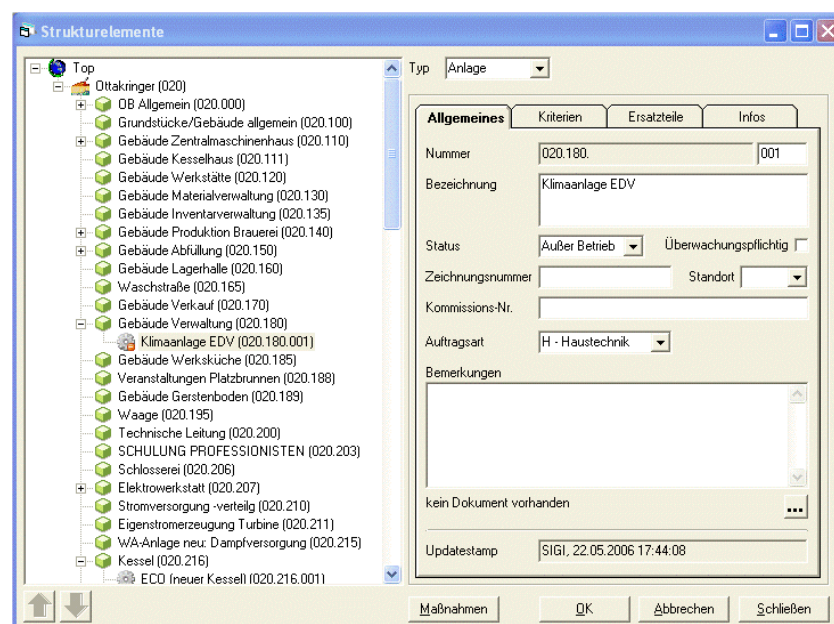 Strukturelemente
Top
Ottakringer (020)
OB Allgemein (020.000)
Grundstücke/Gebäude allgemein (020.100)
Gebäude Zentralmaschinenhaus (020.110)
Gebäude Kesselhaus (020.111)
Gebäude Werkstätte (020.120)
Gebäude Materialverwaltung (020.130)
Gebäude Inventarverwaltung (020.135)
Gebäude Produktion Brauerei (020.140)
Gebäude Abfüllung (020.150)
Gebäude Lagerhalle (020.160)
Waschstraße (020.165)
Gebäude Verkauf (020.170)
Gebäude Verwaltung (020.180)
Klimaanlage EDV (020.180.001)
Gebäude Werksküche (020.185)
Veranstaltungen Platzbrunnen (020.188)
Gebäude Gerstenboden (020.189)
Waage (020.195)
Technische Leitung (020.200)
SCHULUNG PROFESSIONISTEN (020.203)
Schlosserei (020.206)
Elektrowerkstatt (020.207)
Stromversorgung -verteilg (020.210)
Eigenstromerzeugung Turbine (020.211)
WA-Anlage neu: Dampfversorgung (020.215)
Kessel (020.216)
ECO (neuer Kessel) (020.216.001)
Typ Anlage
Allgemeines Kriterien Ersatzteile Infos
Nummer 020.180. 001
Bezeichnung Klimaanlage EDV
Status Außer Betrieb Überwachungspflichtig
Zeichnungsnummer Standort
Kommissions-Nr.
Auftragsart H - Haustechnik
Bemerkungen
kein Dokument vorhanden ...
Updatestamp SIGI, 22.05.2006 17:44:08
Maßnahmen OK Abbrechen Schließen